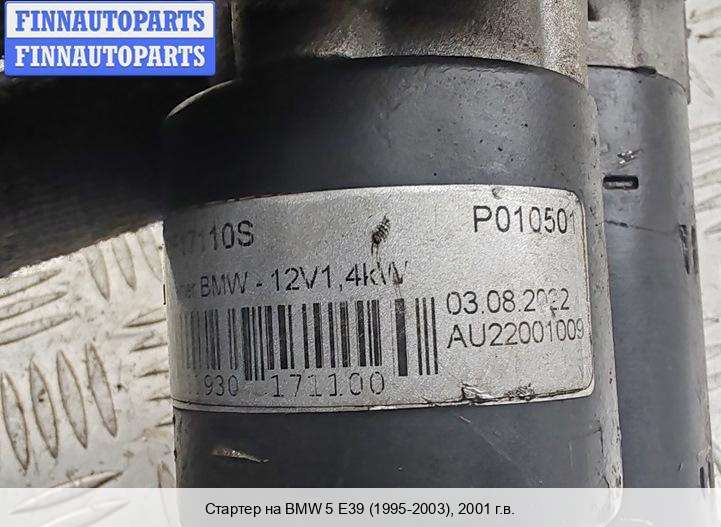 FINNAUTOPARTS
FINNAUTOPARTS
17110S
P010501
BMW - 12V1,4kW
03.08.2022
AU22001009
930 171100
Стартер на BMW 5 E39 (1995-2003), 2001 г.в.